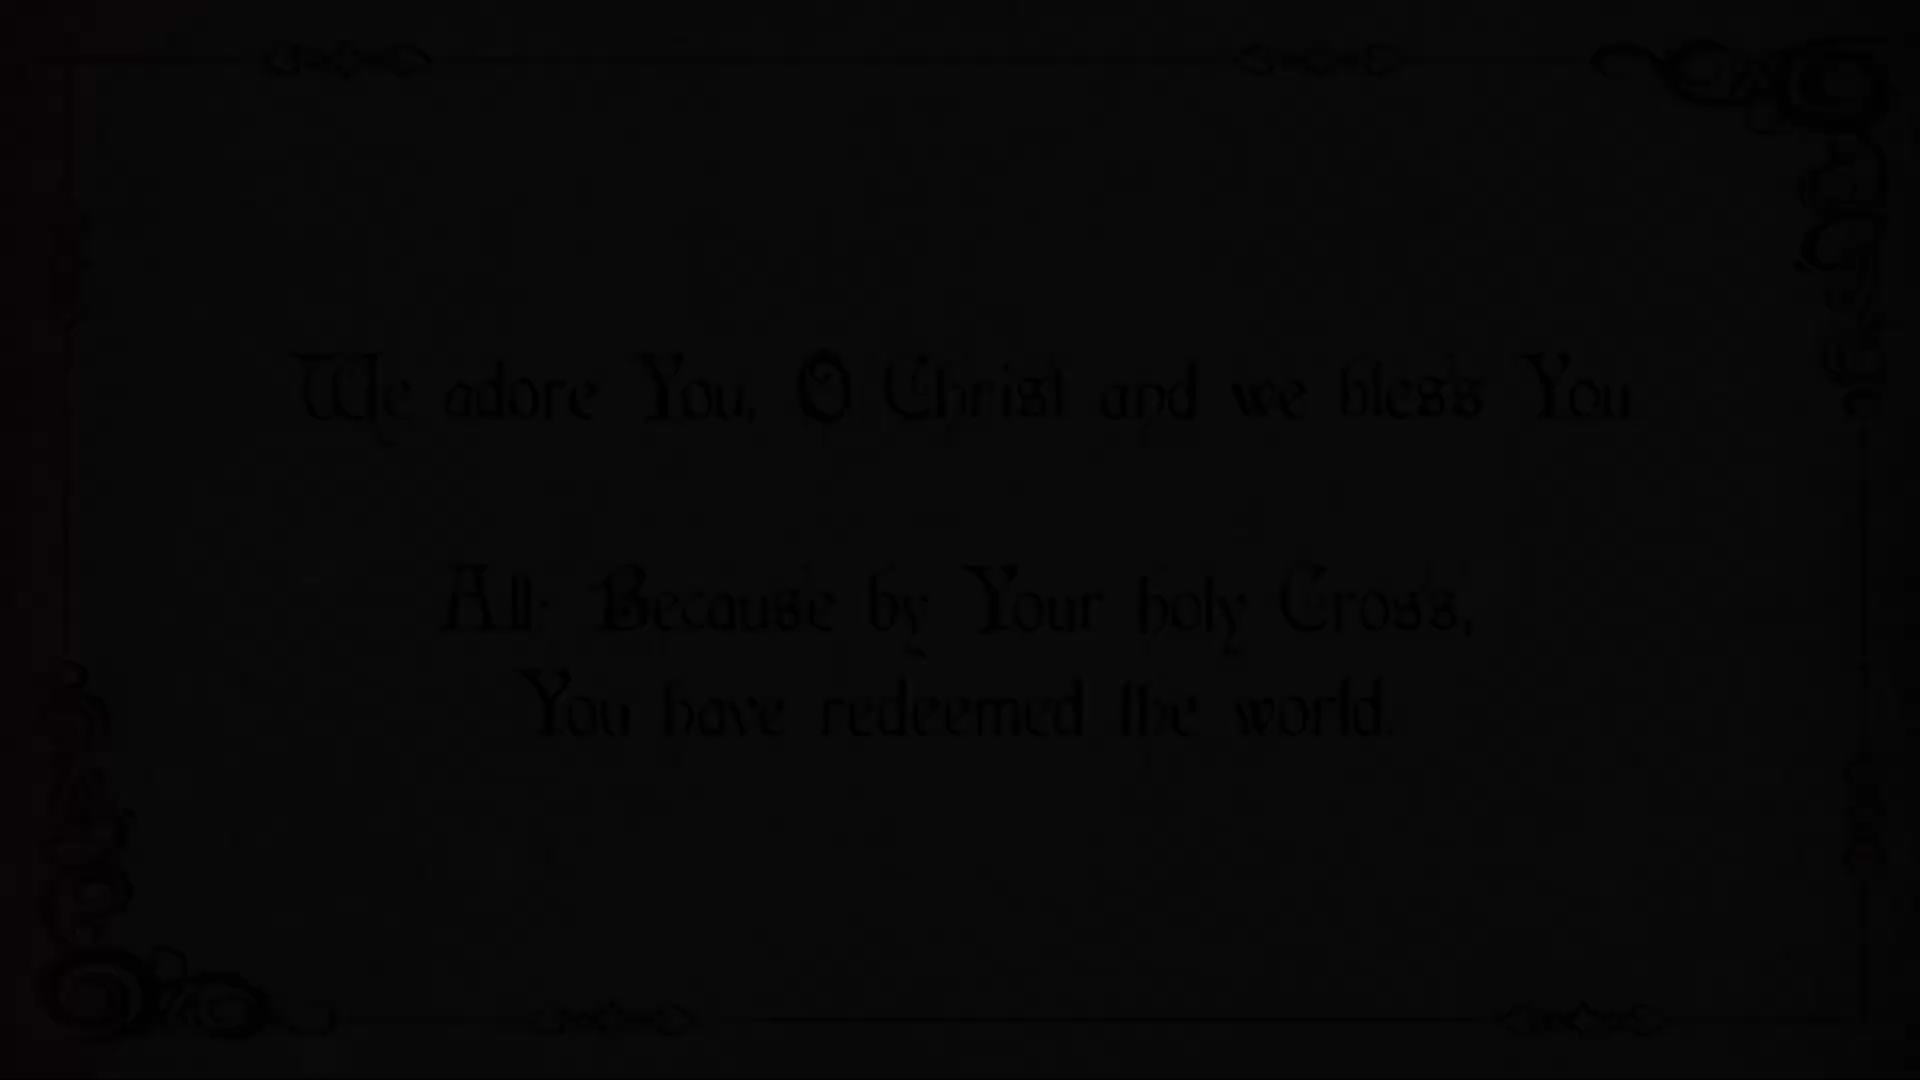 We adore You, O Christ and we bless You
All: Because by Your holy Cross,
You have redeemed the world.